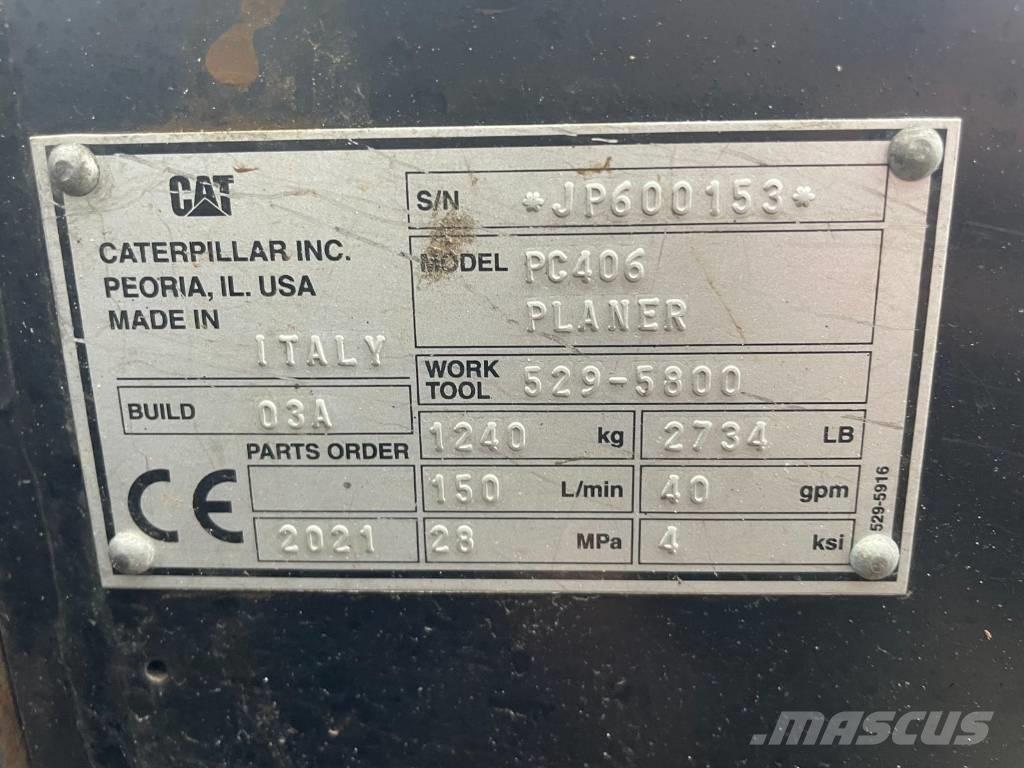 CAT
CATERPILLAR INC.
PEORIA, IL. USA
MADE IN
ITALY
BUILD 03A
PARTS ORDER
CE
2021
S/N *JP600153*
MODEL PC406
PLANER
WORK TOOL 529-5800
1240 kg 2734 LB
150 L/min 40 gpm
28 MPa 4 ksi
529-5916
MASCUS